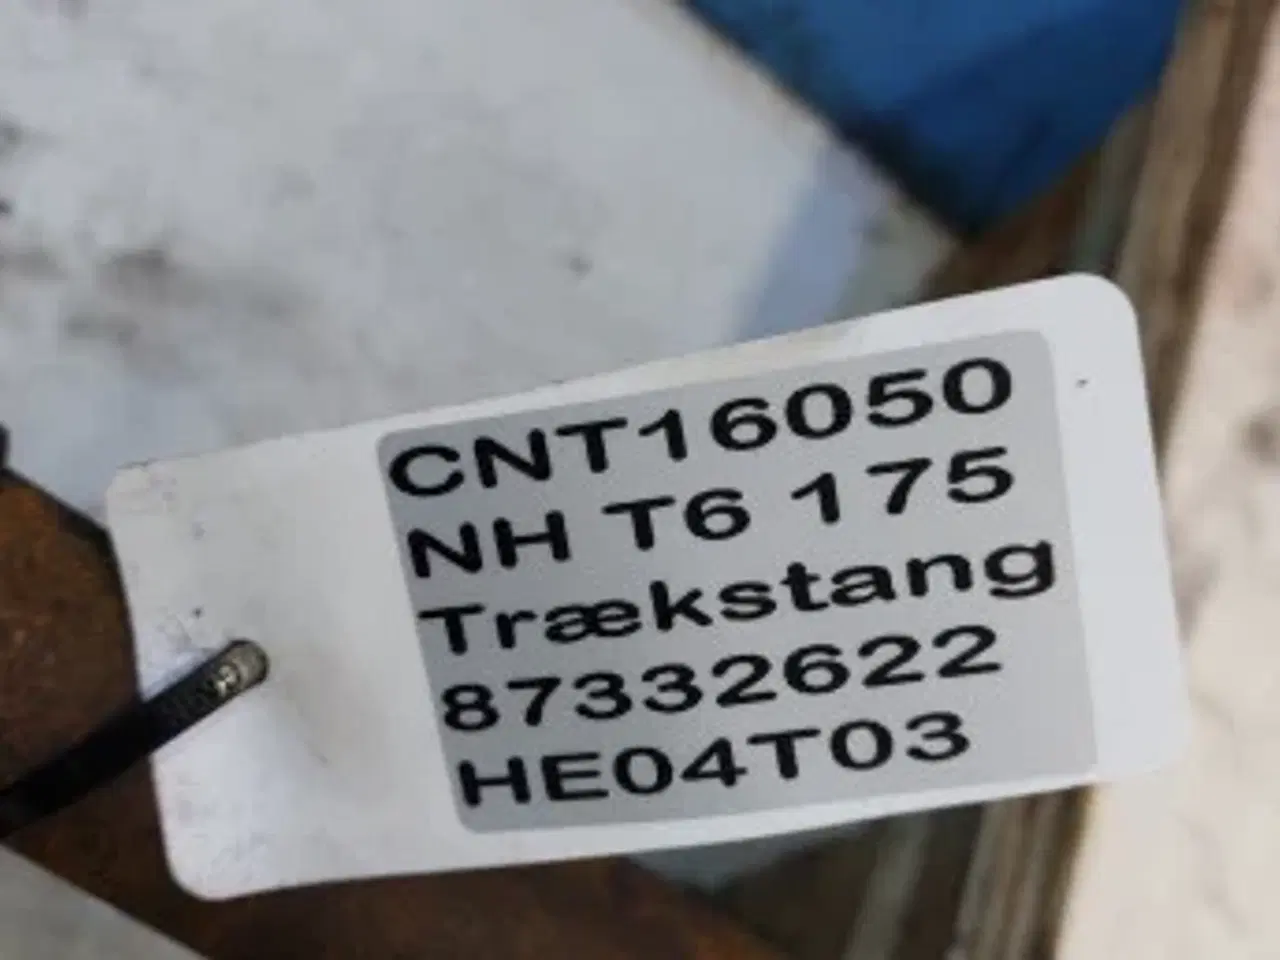 CNT16050
NH T6 175
Trækstang
87332622
HE04T03